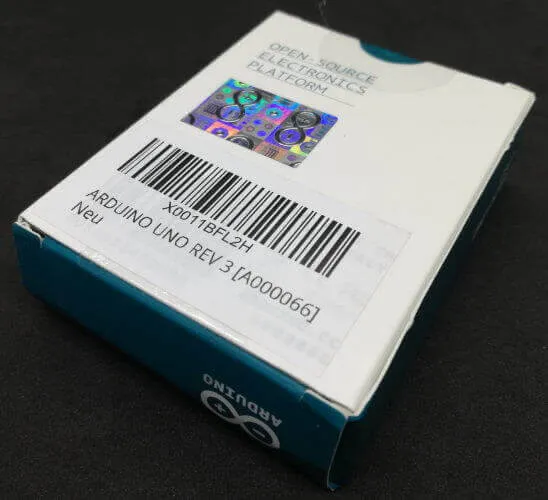 OPEN-SOURCE
ELECTRONICS
PLATFORM
X0011BFL2H
ARDUINO UNO REV 3 [A000066]
Neu
ARDUINO